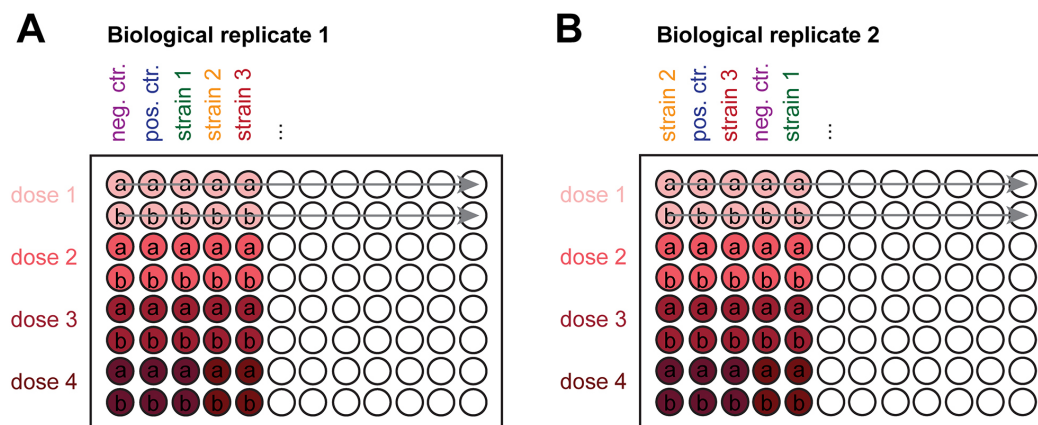 A
Biological replicate 1
neg. ctr.
pos. ctr.
strain 1
strain 2
strain 3
...
dose 1
a a a a a
b b b b b
dose 2
a a a a a
b b b b b
dose 3
a a a a a
b b b b b
dose 4
a a a a a
b b b b b
B
Biological replicate 2
strain 2
pos. ctr.
strain 3
neg. ctr.
strain 1
...
dose 1
a a a a a
b b b b b
dose 2
a a a a a
b b b b b
dose 3
a a a a a
b b b b b
dose 4
a a a a a
b b b b b